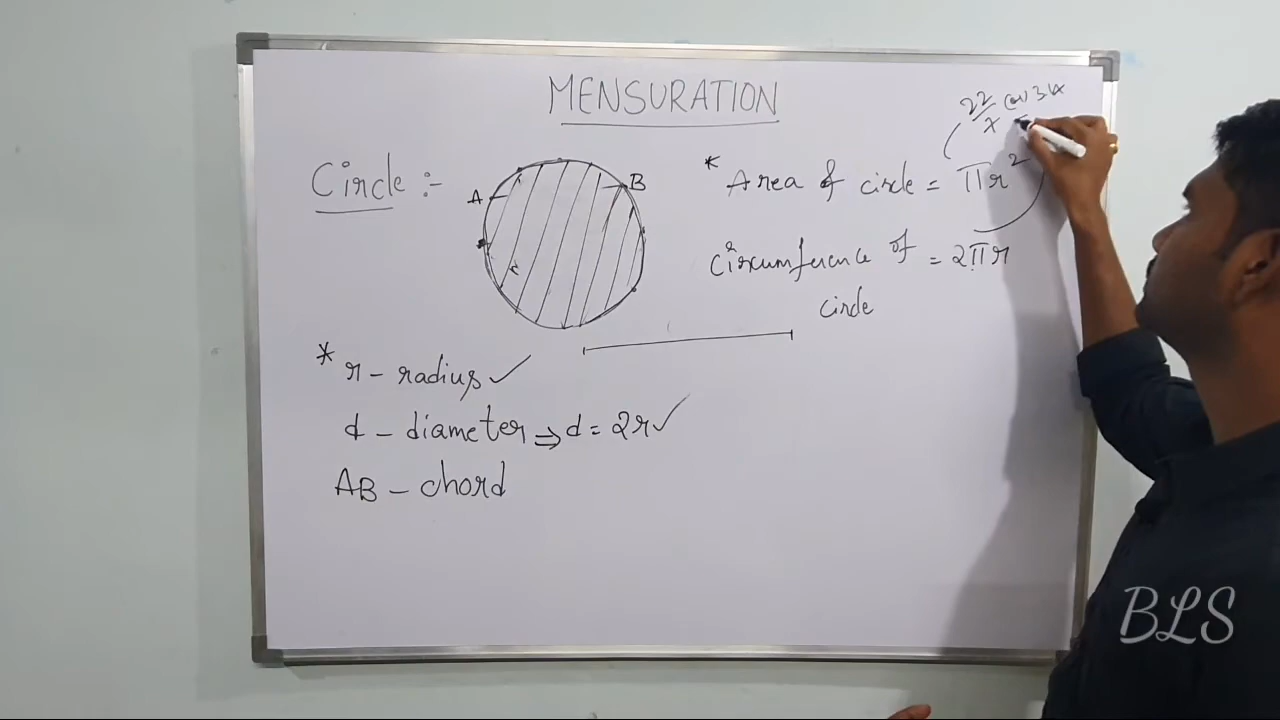 MENSURATION
Circle :-
A
B
r
* Area of circle = πr²
22/7 (or) 3.14
circumference of = 2πr
circle
* r - radius ✓
d - diameter ⇒ d = 2r ✓
AB - chord
BLS